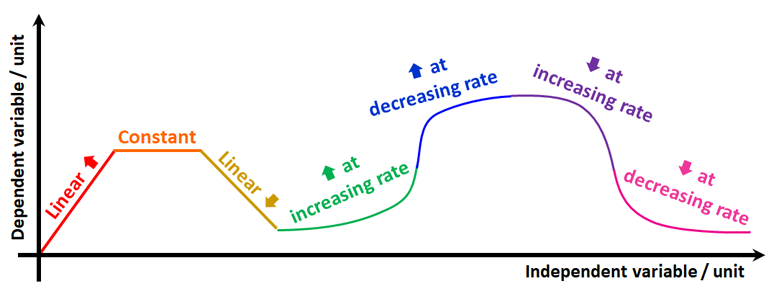 Dependent variable / unit
Linear
Constant
Linear
at
increasing rate
at
decreasing rate
at
increasing rate
at
decreasing rate
Independent variable / unit